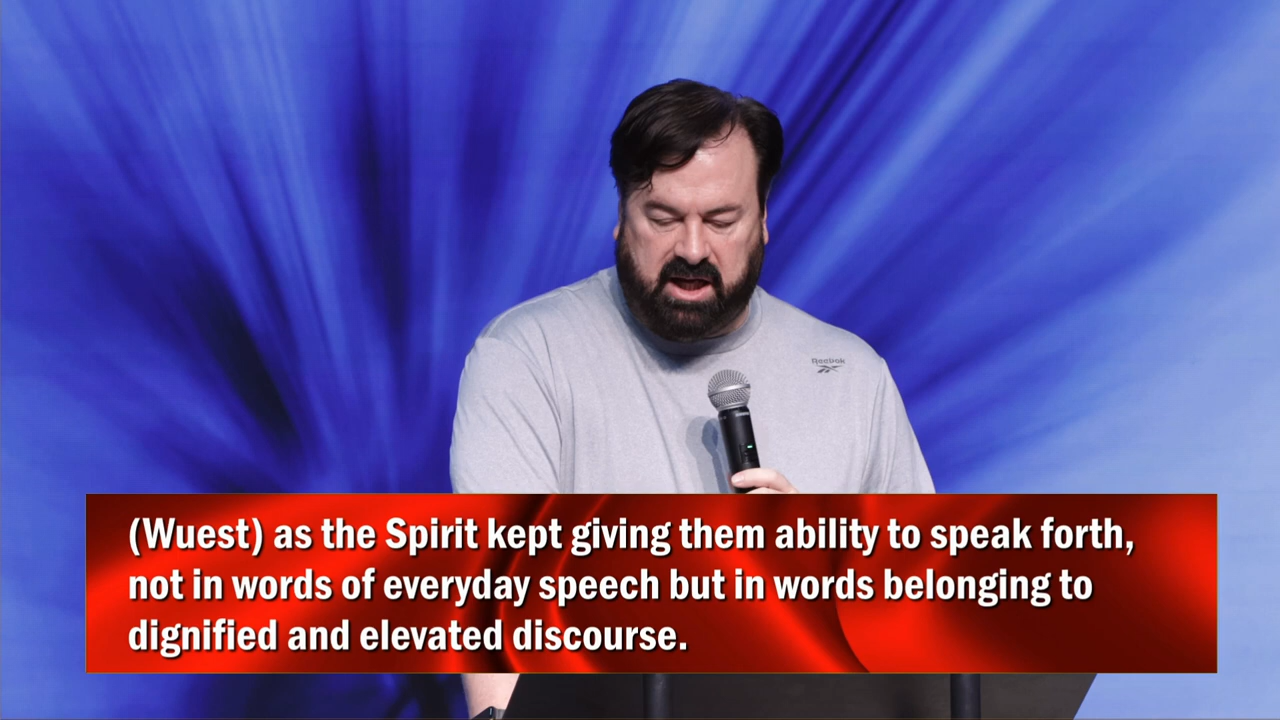 Reebok
(Wuest) as the Spirit kept giving them ability to speak forth,
not in words of everyday speech but in words belonging to
dignified and elevated discourse.